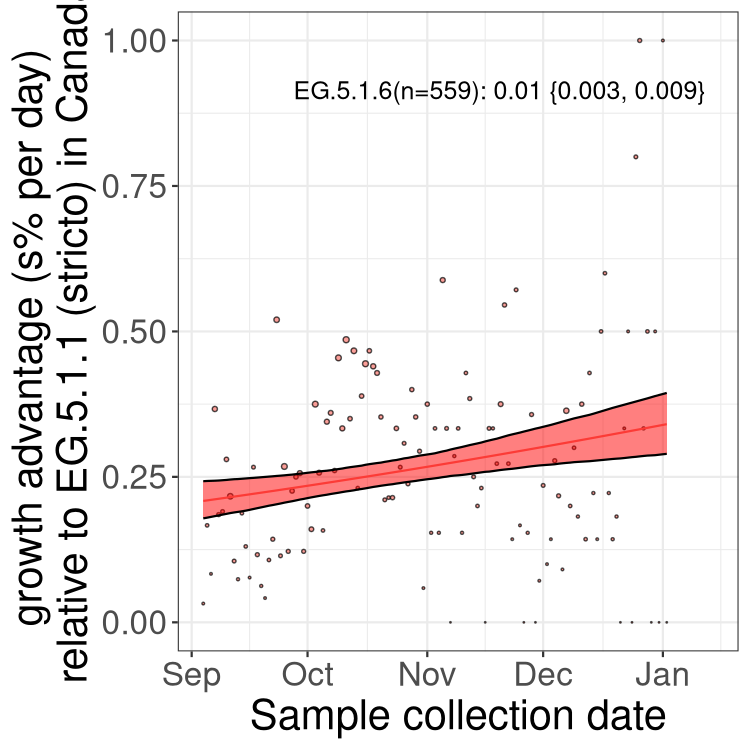 growth advantage (s% per day)
relative to EG.5.1.1 (stricto) in Canada
1.00
0.75
0.50
0.25
0.00
EG.5.1.6(n=559): 0.01 {0.003, 0.009}
Sep Oct Nov Dec Jan
Sample collection date